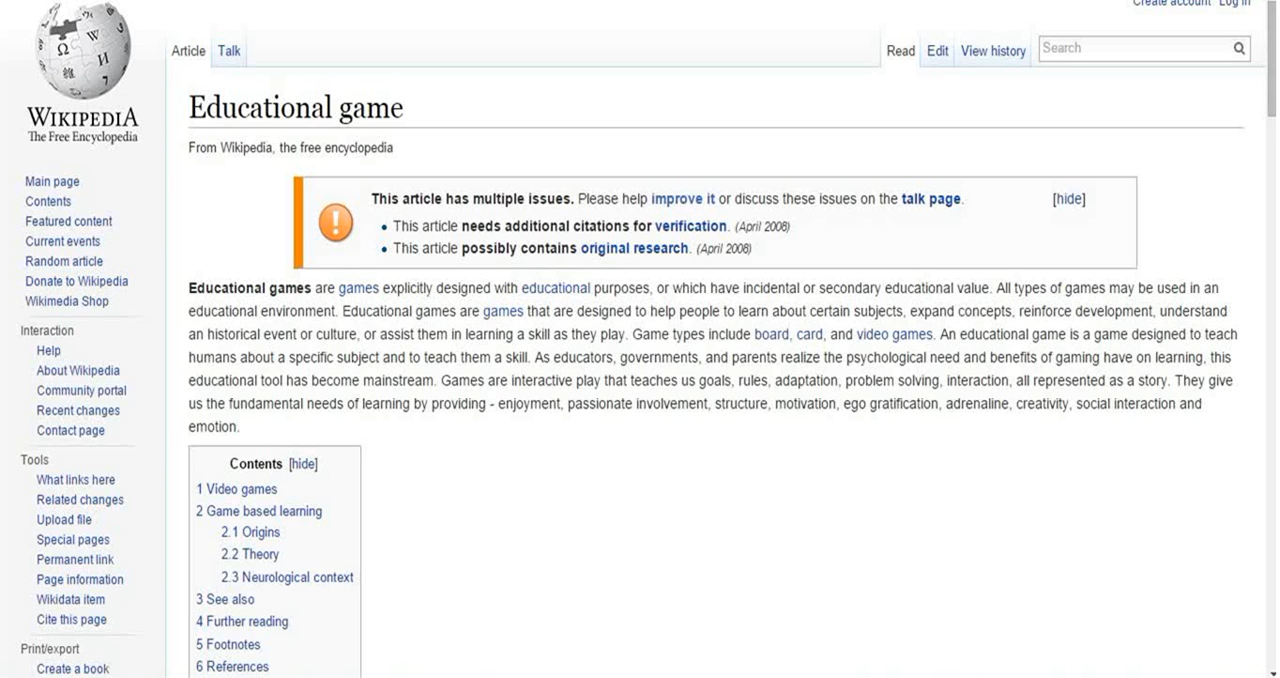 Create account Log in
Article Talk Read Edit View history Search
WIKIPEDIA
The Free Encyclopedia
Main page
Contents
Featured content
Current events
Random article
Donate to Wikipedia
Wikimedia Shop
Interaction
Help
About Wikipedia
Community portal
Recent changes
Contact page
Tools
What links here
Related changes
Upload file
Special pages
Permanent link
Page information
Wikidata item
Cite this page
Print/export
Create a book
Educational game
From Wikipedia, the free encyclopedia
This article has multiple issues. Please help improve it or discuss these issues on the talk page. [hide]
• This article needs additional citations for verification. (April 2008)
• This article possibly contains original research. (April 2008)
Educational games are games explicitly designed with educational purposes, or which have incidental or secondary educational value. All types of games may be used in an
educational environment. Educational games are games that are designed to help people to learn about certain subjects, expand concepts, reinforce development, understand
an historical event or culture, or assist them in learning a skill as they play. Game types include board, card, and video games. An educational game is a game designed to teach
humans about a specific subject and to teach them a skill. As educators, governments, and parents realize the psychological need and benefits of gaming have on learning, this
educational tool has become mainstream. Games are interactive play that teaches us goals, rules, adaptation, problem solving, interaction, all represented as a story. They give
us the fundamental needs of learning by providing - enjoyment, passionate involvement, structure, motivation, ego gratification, adrenaline, creativity, social interaction and
emotion.
Contents [hide]
1 Video games
2 Game based learning
2.1 Origins
2.2 Theory
2.3 Neurological context
3 See also
4 Further reading
5 Footnotes
6 References